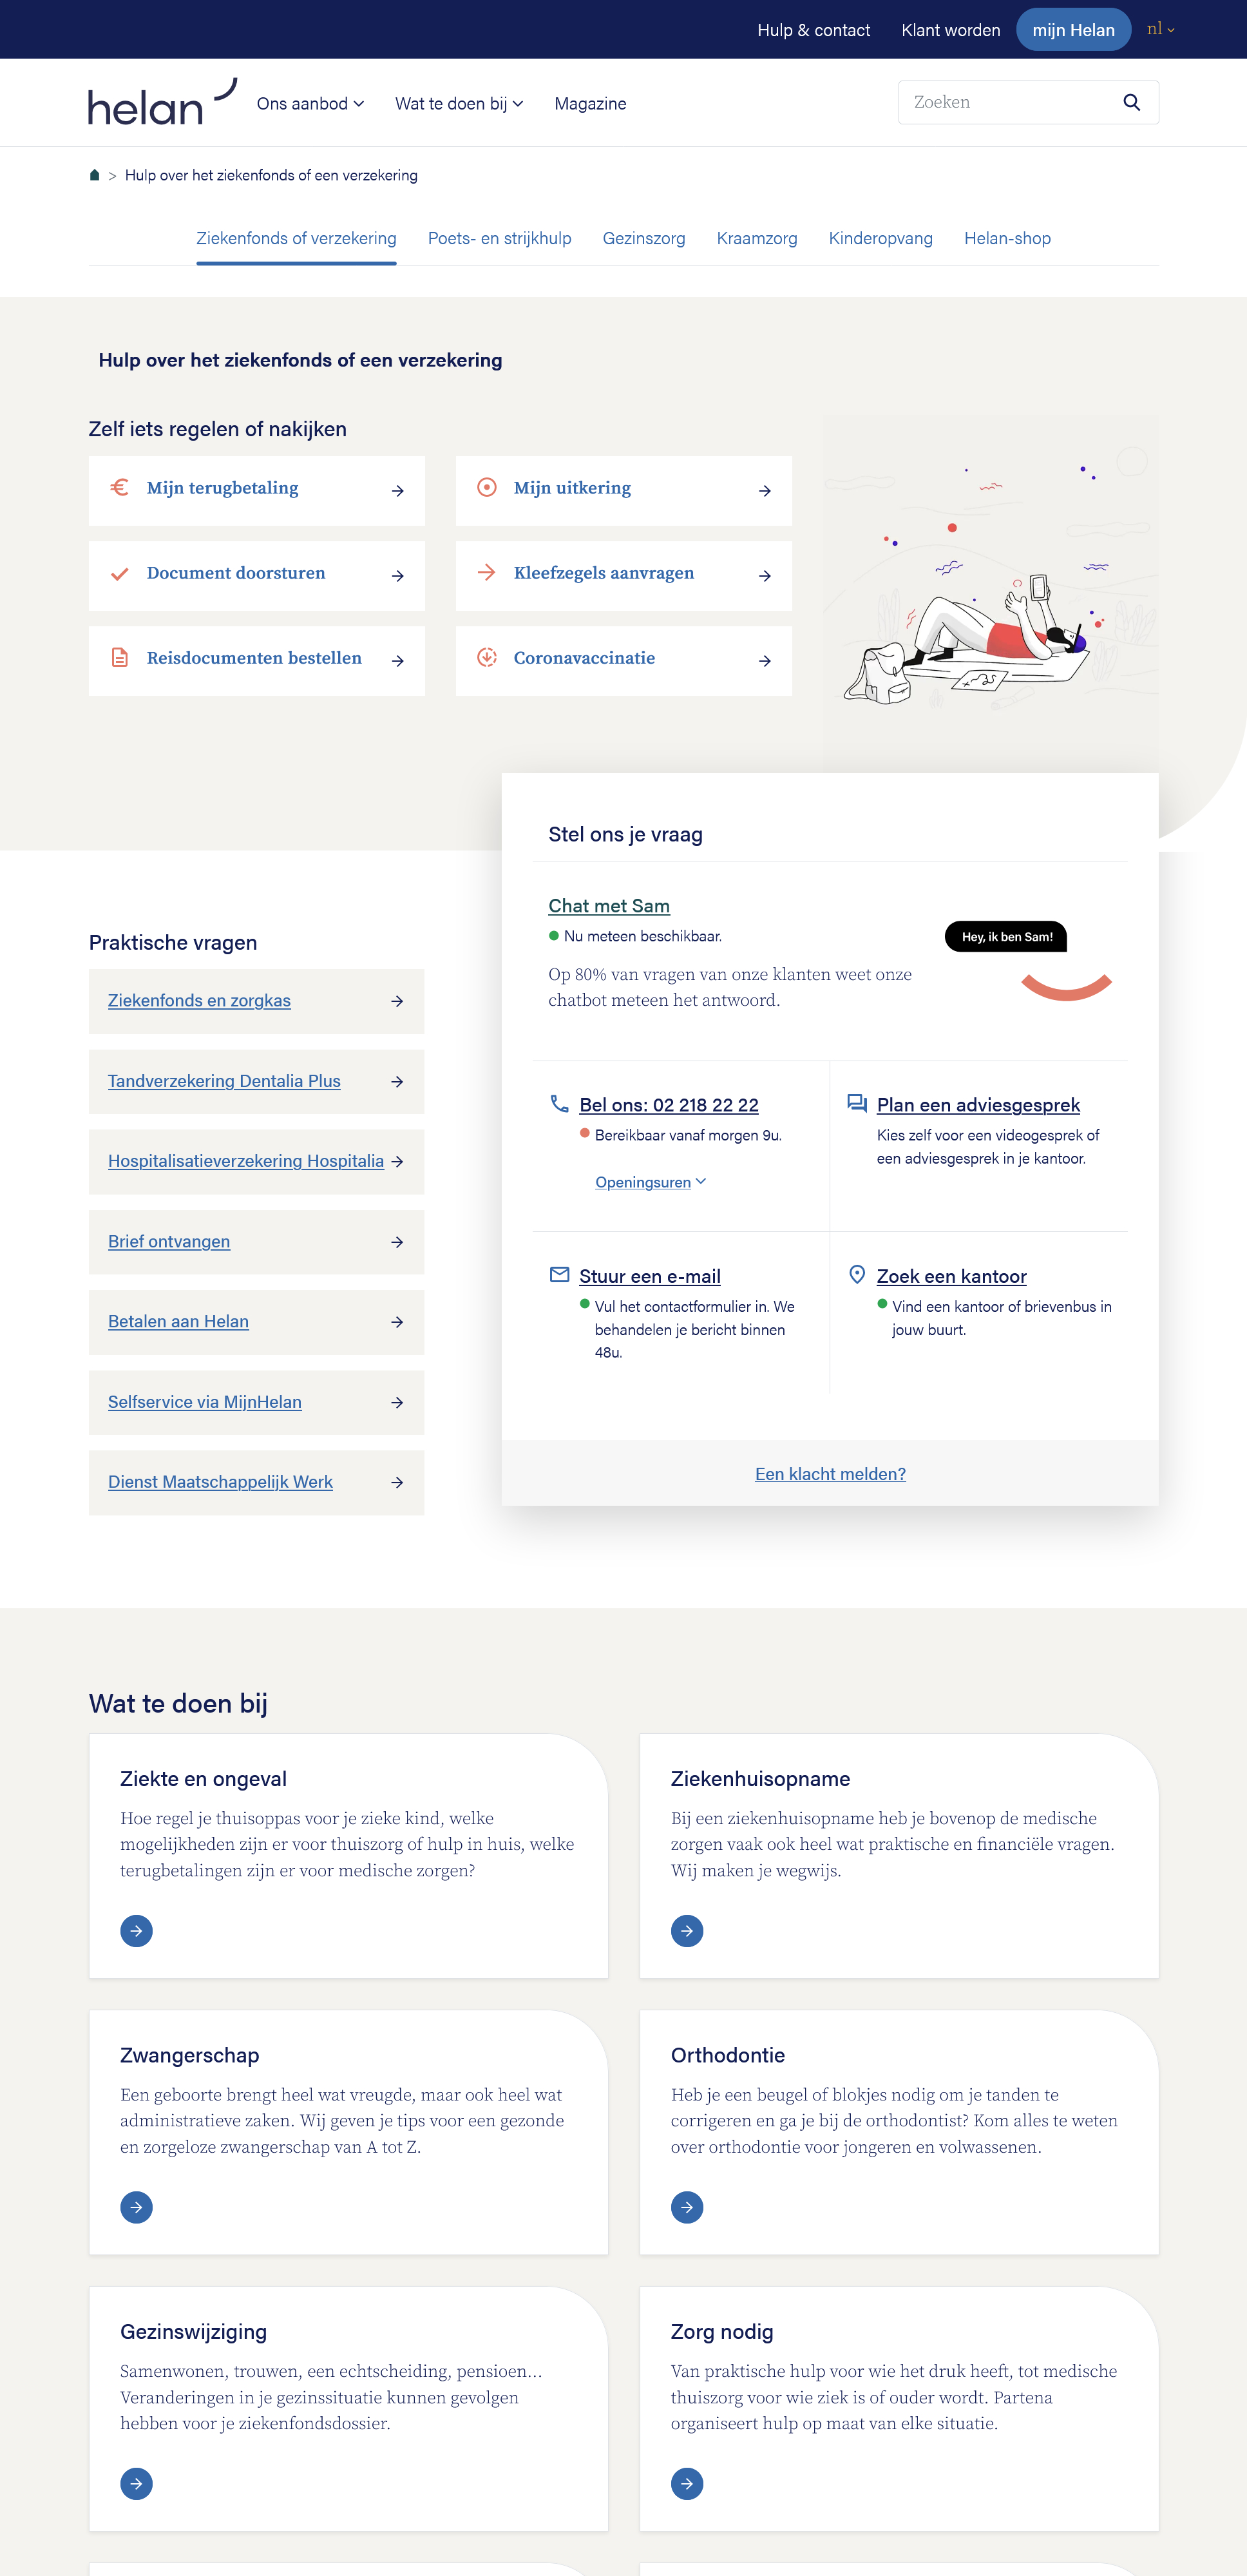 Hulp & contact
Klant worden
mijn Helan
nl
helan
Ons aanbod
Wat te doen bij
Magazine
Zoeken
> Hulp over het ziekenfonds of een verzekering
Ziekenfonds of verzekering
Poets- en strijkhulp
Gezinszorg
Kraamzorg
Kinderopvang
Helan-shop
Hulp over het ziekenfonds of een verzekering
Zelf iets regelen of nakijken
Mijn terugbetaling
Mijn uitkering
Document doorsturen
Kleefzegels aanvragen
Reisdocumenten bestellen
Coronavaccinatie
Stel ons je vraag
Chat met Sam
Nu meteen beschikbaar.
Op 80% van vragen van onze klanten weet onze
chatbot meteen het antwoord.
Hey, ik ben Sam!
Bel ons: 02 218 22 22
Bereikbaar vanaf morgen 9u.
Openingsuren
Plan een adviesgesprek
Kies zelf voor een videogesprek of
een adviesgesprek in je kantoor.
Stuur een e-mail
Vul het contactformulier in. We
behandelen je bericht binnen
48u.
Zoek een kantoor
Vind een kantoor of brievenbus in
jouw buurt.
Een klacht melden?
Praktische vragen
Ziekenfonds en zorgkas
Tandverzekering Dentalia Plus
Hospitalisatieverzekering Hospitalia
Brief ontvangen
Betalen aan Helan
Selfservice via MijnHelan
Dienst Maatschappelijk Werk
Wat te doen bij
Ziekte en ongeval
Hoe regel je thuisoppas voor je zieke kind, welke
mogelijkheden zijn er voor thuiszorg of hulp in huis, welke
terugbetalingen zijn er voor medische zorgen?
Ziekenhuisopname
Bij een ziekenhuisopname heb je bovenop de medische
zorgen vaak ook heel wat praktische en financiële vragen.
Wij maken je wegwijs.
Zwangerschap
Een geboorte brengt heel wat vreugde, maar ook heel wat
administratieve zaken. Wij geven je tips voor een gezonde
en zorgeloze zwangerschap van A tot Z.
Orthodontie
Heb je een beugel of blokjes nodig om je tanden te
corrigeren en ga je bij de orthodontist? Kom alles te weten
over orthodontie voor jongeren en volwassenen.
Gezinswijziging
Samenwonen, trouwen, een echtscheiding, pensioen...
Veranderingen in je gezinssituatie kunnen gevolgen
hebben voor je ziekenfondsdossier.
Zorg nodig
Van praktische hulp voor wie het druk heeft, tot medische
thuiszorg voor wie ziek is of ouder wordt. Partena
organiseert hulp op maat van elke situatie.